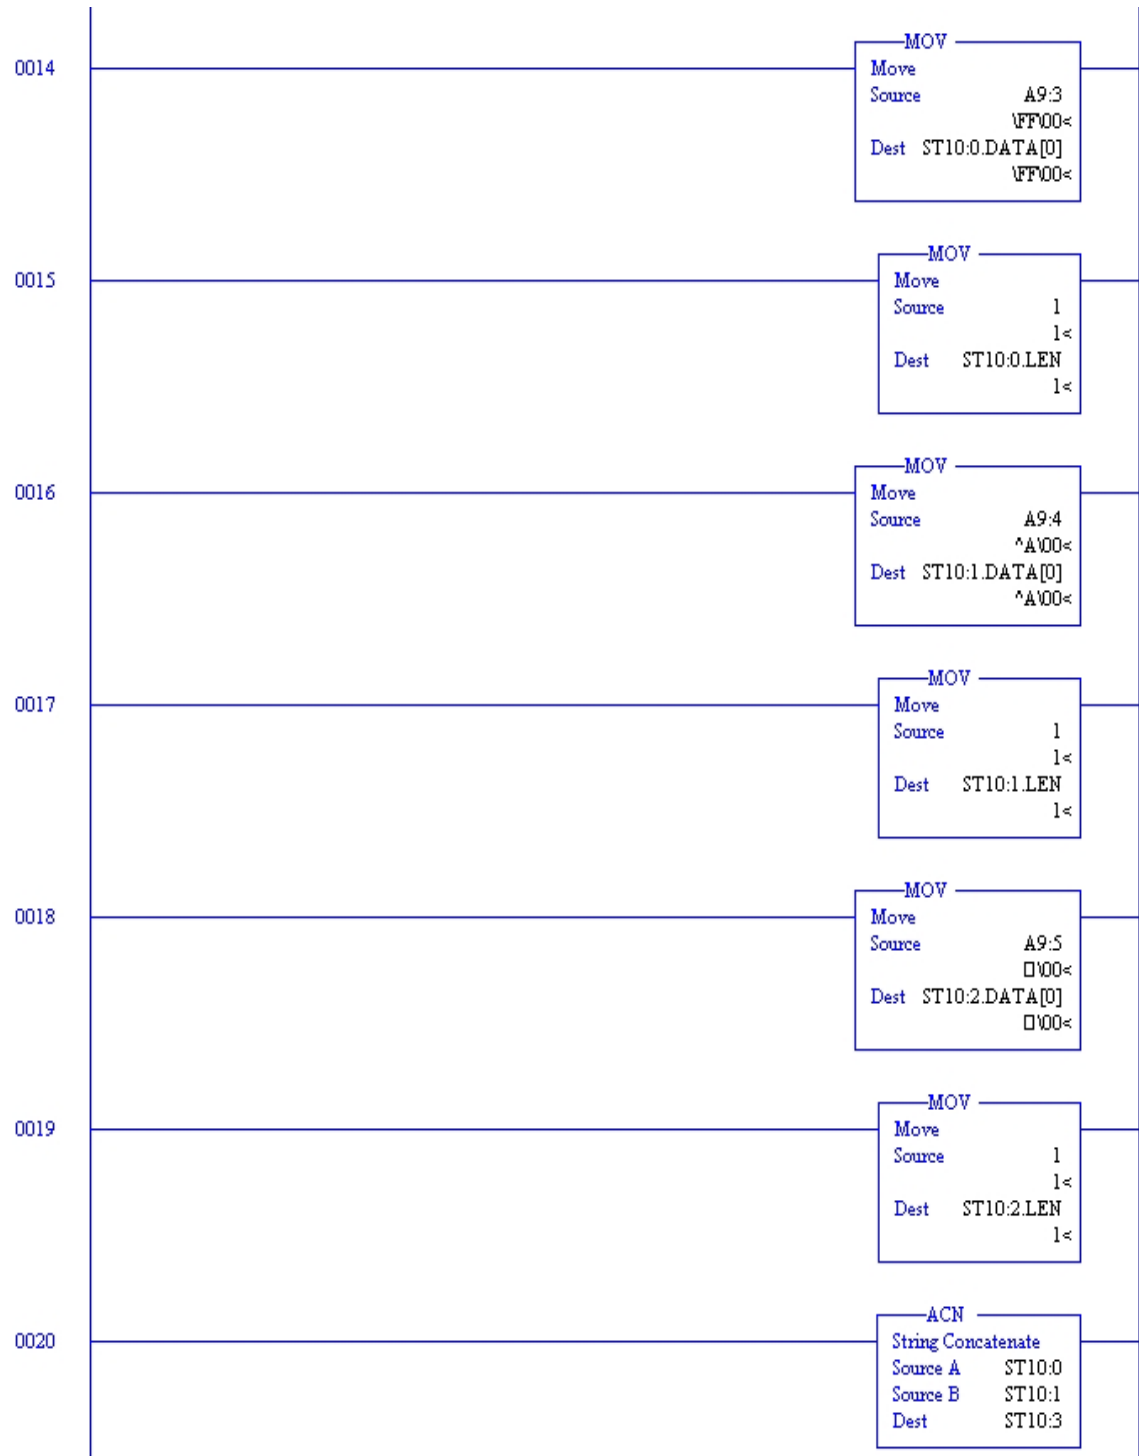 0014
MOV
Move
Source A9:3
\FF\00<
Dest ST10:0.DATA[0]
\FF\00<
0015
MOV
Move
Source 1
1<
Dest ST10:0.LEN
1<
0016
MOV
Move
Source A9:4
^A\00<
Dest ST10:1.DATA[0]
^A\00<
0017
MOV
Move
Source 1
1<
Dest ST10:1.LEN
1<
0018
MOV
Move
Source A9:5
□\00<
Dest ST10:2.DATA[0]
□\00<
0019
MOV
Move
Source 1
1<
Dest ST10:2.LEN
1<
0020
ACN
String Concatenate
Source A ST10:0
Source B ST10:1
Dest ST10:3